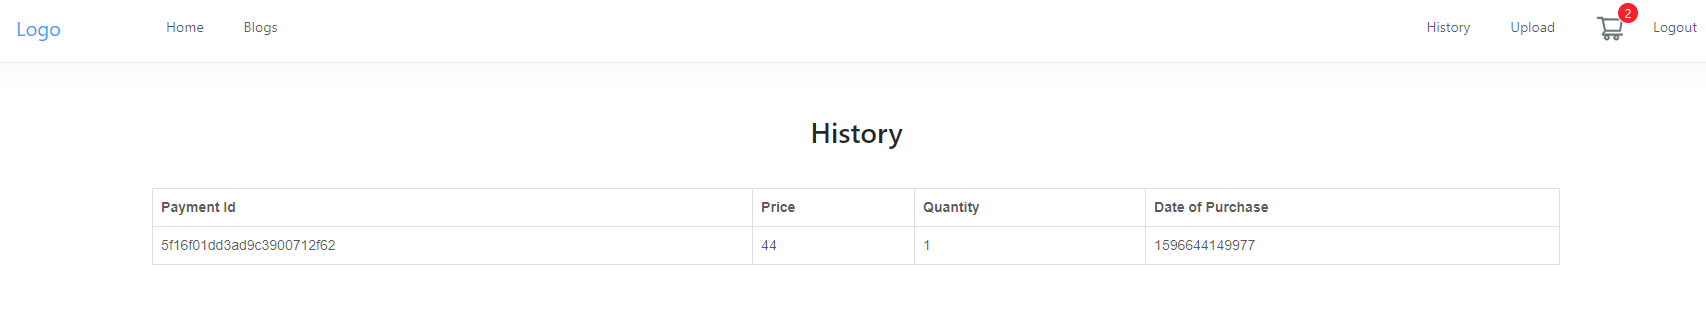 Logo Home Blogs History Upload 2 Logout
History
Payment Id Price Quantity Date of Purchase
5f16f01dd3ad9c3900712f62 44 1 1596644149977